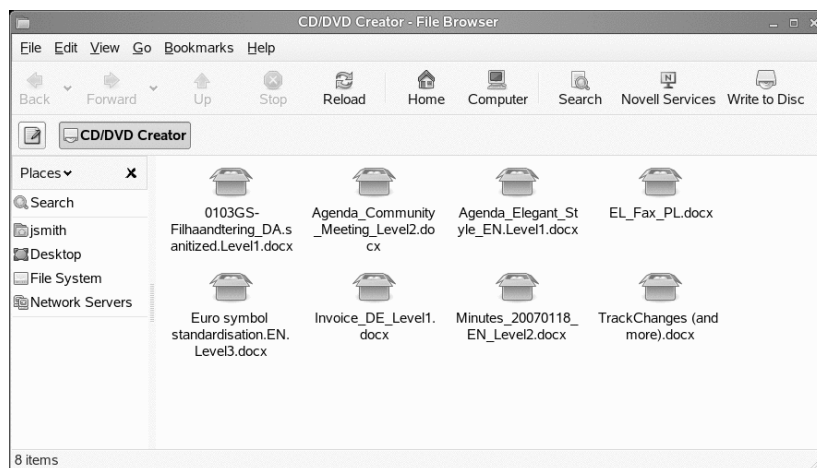 CD/DVD Creator - File Browser
File Edit View Go Bookmarks Help
Back Forward Up Stop Reload Home Computer Search Novell Services Write to Disc
CD/DVD Creator
Places
Search
jsmith
Desktop
File System
Network Servers
0103GS-
Filhaandtering_DA.s
anitized.Level1.docx
Agenda_Community
_Meeting_Level2.do
cx
Agenda_Elegant_St
yle_EN.Level1.docx
EL_Fax_PL.docx
Euro symbol
standardisation.EN.
Level3.docx
Invoice_DE_Level1.
docx
Minutes_20070118_
EN_Level2.docx
TrackChanges (and
more).docx
8 items